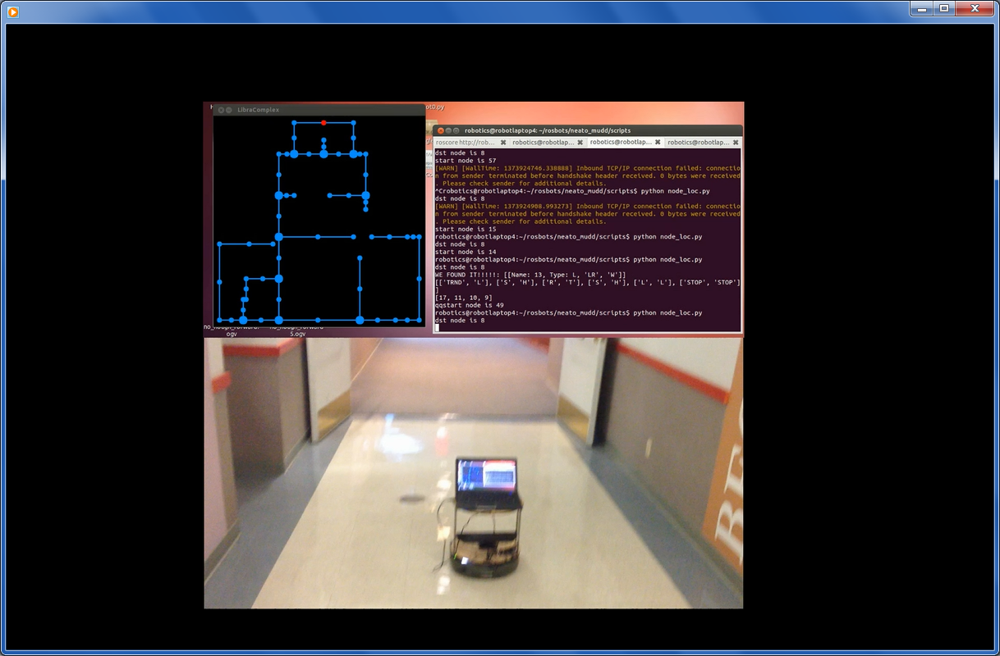 LibraComplex
ot0.py
robotics@robotlaptop4: ~/rosbots/neato_mudd/scripts
roscore http://rob...
robotics@robotlap...
robotics@robotlap...
robotics@robotlap...
dst node is 8
start node is 57
[WARN] [WallTime: 1373924746.338888] Inbound TCP/IP connection failed: connectio
n from sender terminated before handshake header received. 0 bytes were received
. Please check sender for additional details.
^Crobotics@robotlaptop4:~/rosbots/neato_mudd/scripts$ python node_loc.py
dst node is 8
[WARN] [WallTime: 1373924908.993273] Inbound TCP/IP connection failed: connectio
n from sender terminated before handshake header received. 0 bytes were received
. Please check sender for additional details.
start node is 15
robotics@robotlaptop4:~/rosbots/neato_mudd/scripts$ python node_loc.py
dst node is 8
start node is 14
robotics@robotlaptop4:~/rosbots/neato_mudd/scripts$ python node_loc.py
dst node is 8
WE FOUND IT!!!!!: [[Name: 13, Type: L, 'LR', 'W']]
[['TRND', 'L'], ['S', 'H'], ['R', 'T'], ['S', 'H'], ['L', 'L'], ['STOP', 'STOP']
]
[17, 11, 10, 9]
qqstart node is 49
robotics@robotlaptop4:~/rosbots/neato_mudd/scripts$ python node_loc.py
dst node is 8
ogv
5.ogv